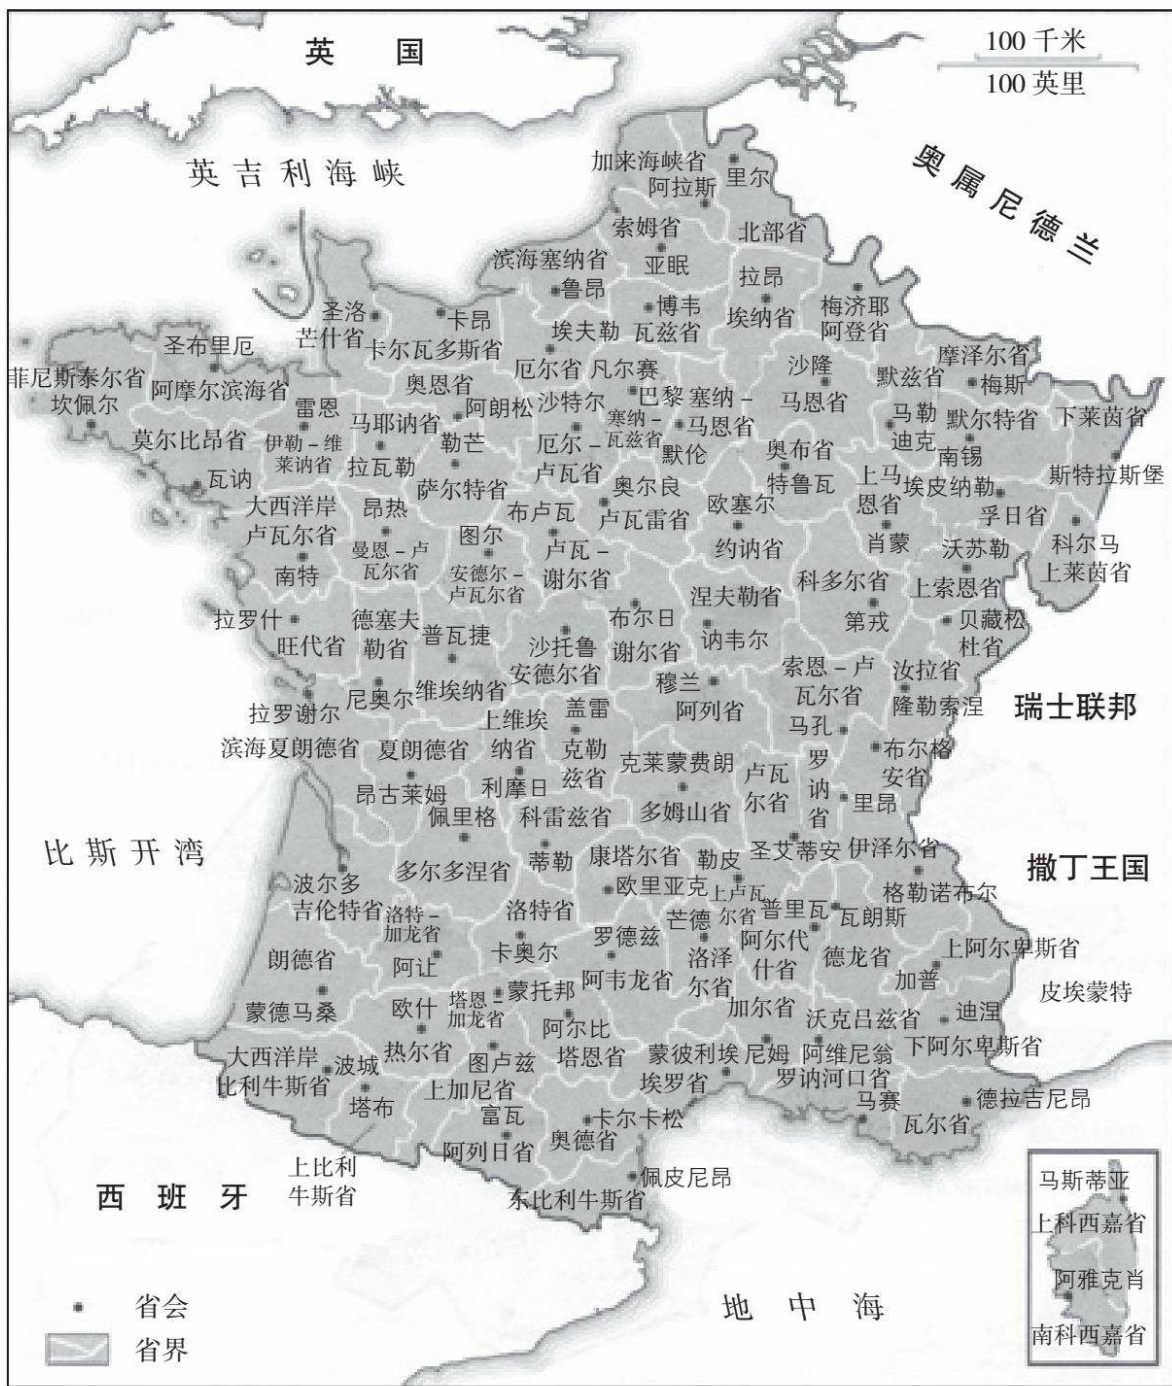 100 千米
100 英里
英 国
英吉利海峡
奥属尼德兰
加来海峡省
里尔
阿拉斯
索姆省
北部省
亚眠
滨海塞纳省
鲁昂
拉昂
博韦
瓦兹省
埃纳省
梅济耶
阿登省
圣洛
芒什省
卡昂
卡尔瓦多斯省
埃夫勒
厄尔省
圣布里厄
菲尼斯泰尔省
坎佩尔
阿摩尔滨海省
奥恩省
阿朗松
凡尔赛
沙特尔
巴黎
塞纳-
瓦兹省
塞纳-
马恩省
默伦
沙隆
马恩省
默兹省
摩泽尔省
梅斯
马勒
迪克
默尔特省
南锡
下莱茵省
斯特拉斯堡
莫尔比昂省
瓦讷
雷恩
伊勒-维
莱讷省
马耶讷省
拉瓦勒
勒芒
萨尔特省
厄尔-
卢瓦省
奥布省
特鲁瓦
上马
恩省
肖蒙
埃皮纳勒
孚日省
科尔马
上莱茵省
大西洋岸
卢瓦尔省
南特
昂热
曼恩-卢
瓦尔省
图尔
安德尔-
卢瓦尔省
布卢瓦
卢瓦-
谢尔省
奥尔良
卢瓦雷省
欧塞尔
约讷省
沃苏勒
上索恩省
科多尔省
第戎
贝藏松
杜省
拉罗什
旺代省
德塞夫
勒省
尼奥尔
普瓦捷
维埃纳省
沙托鲁
安德尔省
布尔日
谢尔省
涅夫勒省
讷韦尔
穆兰
阿列省
索恩-卢
瓦尔省
马孔
汝拉省
隆勒索涅
瑞士联邦
拉罗谢尔
滨海夏朗德省
夏朗德省
昂古莱姆
上维埃
纳省
利摩日
盖雷
克勒
兹省
克莱蒙费朗
多姆山省
卢瓦
尔省
罗
讷
省
里昂
布尔格
安省
比斯开湾
佩里格
多尔多涅省
科雷兹省
蒂勒
康塔尔省
欧里亚克
勒皮
上卢瓦
尔省
圣艾蒂安
伊泽尔省
格勒诺布尔
撒丁王国
波尔多
吉伦特省
洛特-
加龙省
阿让
洛特省
卡奥尔
罗德兹
阿韦龙省
芒德
洛泽
尔省
普里瓦
阿尔代
什省
瓦朗斯
德龙省
上阿尔卑斯省
加普
皮埃蒙特
朗德省
蒙德马桑
欧什
热尔省
塔恩-
加龙省
蒙托邦
阿尔比
塔恩省
加尔省
尼姆
沃克吕兹省
阿维尼翁
迪涅
下阿尔卑斯省
大西洋岸
比利牛斯省
波城
塔布
图卢兹
上加尼省
蒙彼利埃
埃罗省
罗讷河口省
马赛
德拉吉尼昂
瓦尔省
富瓦
阿列日省
卡尔卡松
奥德省
上比利
牛斯省
佩皮尼昂
东比利牛斯省
西班牙
地中海
马斯蒂亚
上科西嘉省
阿雅克肖
南科西嘉省
省会
省界